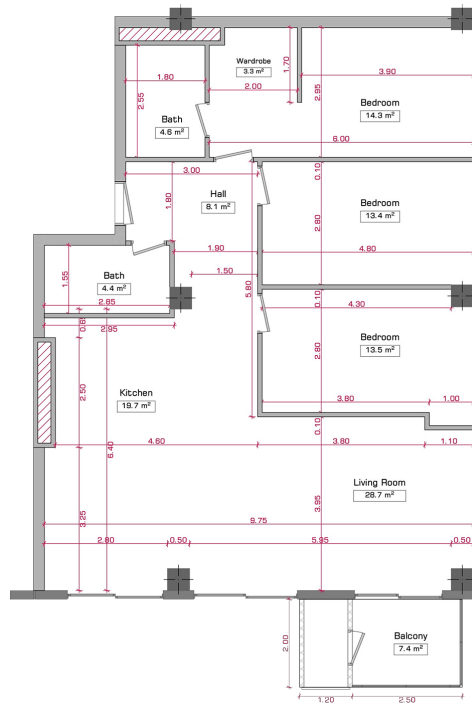 Wardrobe
3.3 m²
1.70
3.90
1.80
2.00
2.55
2.95
Bedroom
14.3 m²
Bath
4.6 m²
6.00
3.00
0.10
Hall
8.1 m²
1.80
2.80
Bedroom
13.4 m²
1.90
4.80
1.55
Bath
4.4 m²
1.50
5.80
0.10
2.85
4.30
2.95
0.60
2.80
Bedroom
13.5 m²
2.50
Kitchen
19.7 m²
3.80
1.00
6.40
0.10
4.60
3.80
1.10
Living Room
28.7 m²
3.25
3.95
9.75
2.80
0.50
5.95
0.50
2.00
Balcony
7.4 m²
1.20
2.50